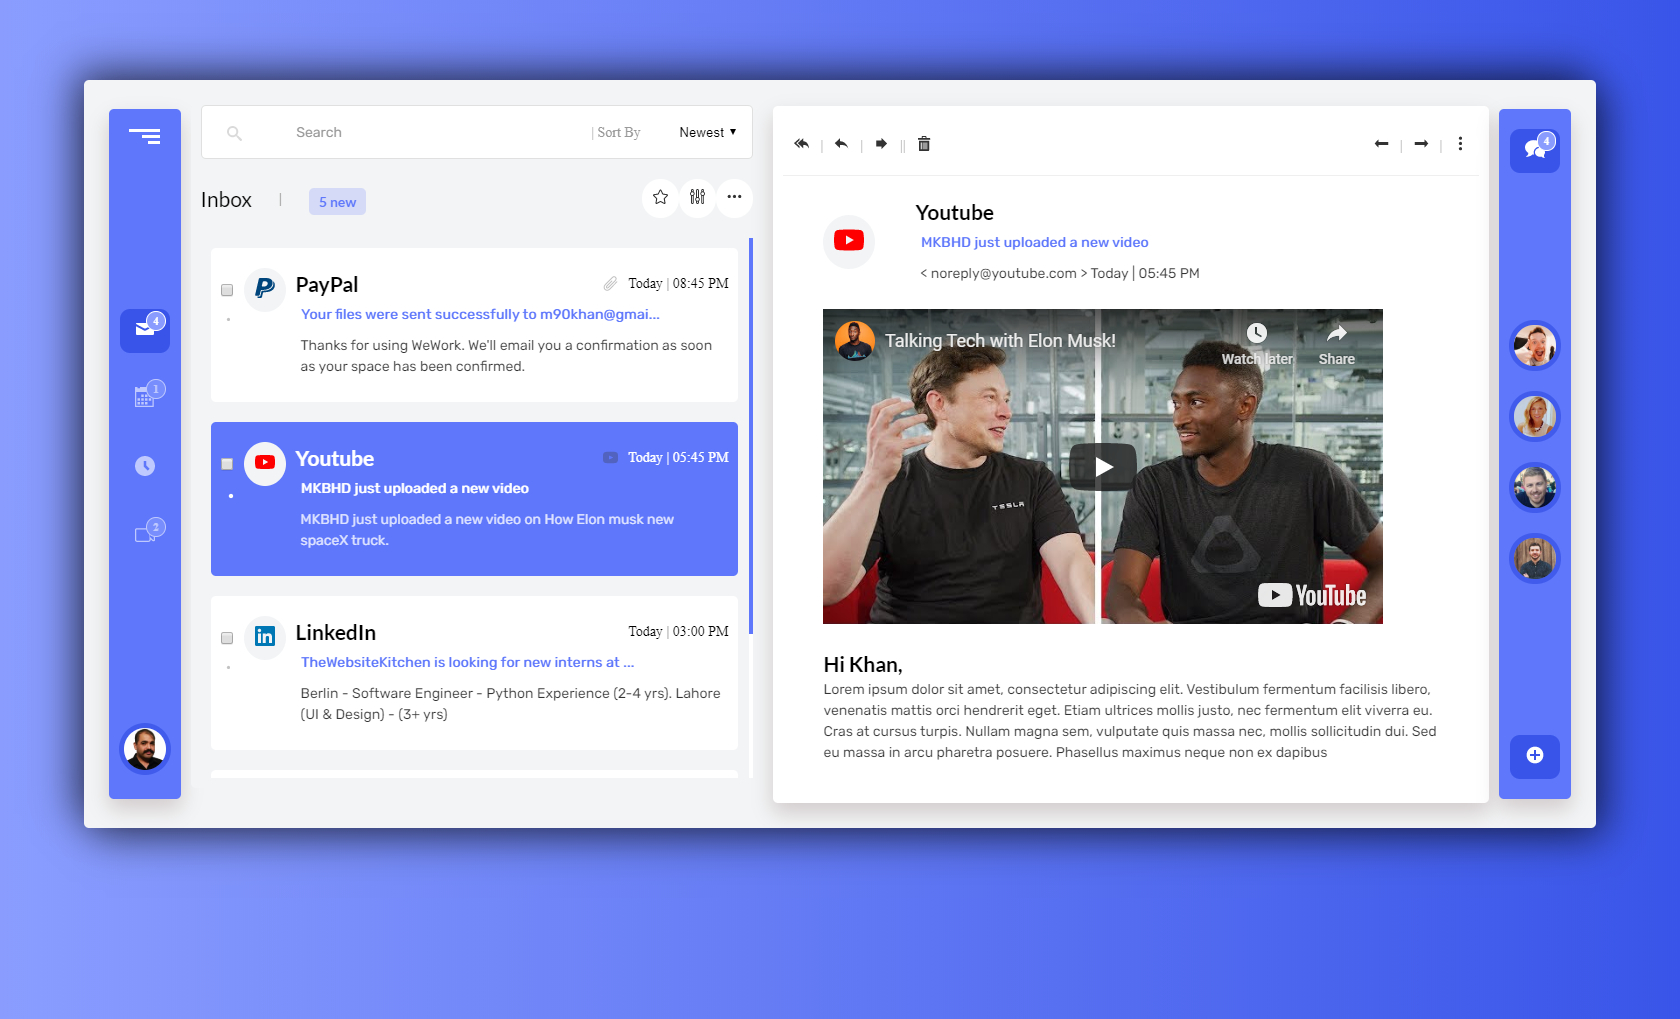 Search | Sort By Newest ▾
Inbox | 5 new
4
1
2
PayPal Today | 08:45 PM
Your files were sent successfully to m90khan@gmai...
Thanks for using WeWork. We'll email you a confirmation as soon
as your space has been confirmed.
Youtube Today | 05:45 PM
MKBHD just uploaded a new video
MKBHD just uploaded a new video on How Elon musk new
spaceX truck.
LinkedIn Today | 03:00 PM
TheWebsiteKitchen is looking for new interns at ...
Berlin - Software Engineer - Python Experience (2-4 yrs). Lahore
(UI & Design) - (3+ yrs)
Youtube
MKBHD just uploaded a new video
< noreply@youtube.com > Today | 05:45 PM
Talking Tech with Elon Musk!
Watch later Share
TESLA
YouTube
Hi Khan,
Lorem ipsum dolor sit amet, consectetur adipiscing elit. Vestibulum fermentum facilisis libero,
venenatis mattis orci hendrerit eget. Etiam ultrices mollis justo, nec fermentum elit viverra eu.
Cras at cursus turpis. Nullam magna sem, vulputate quis massa nec, mollis sollicitudin dui. Sed
eu massa in arcu pharetra posuere. Phasellus maximus neque non ex dapibus
4